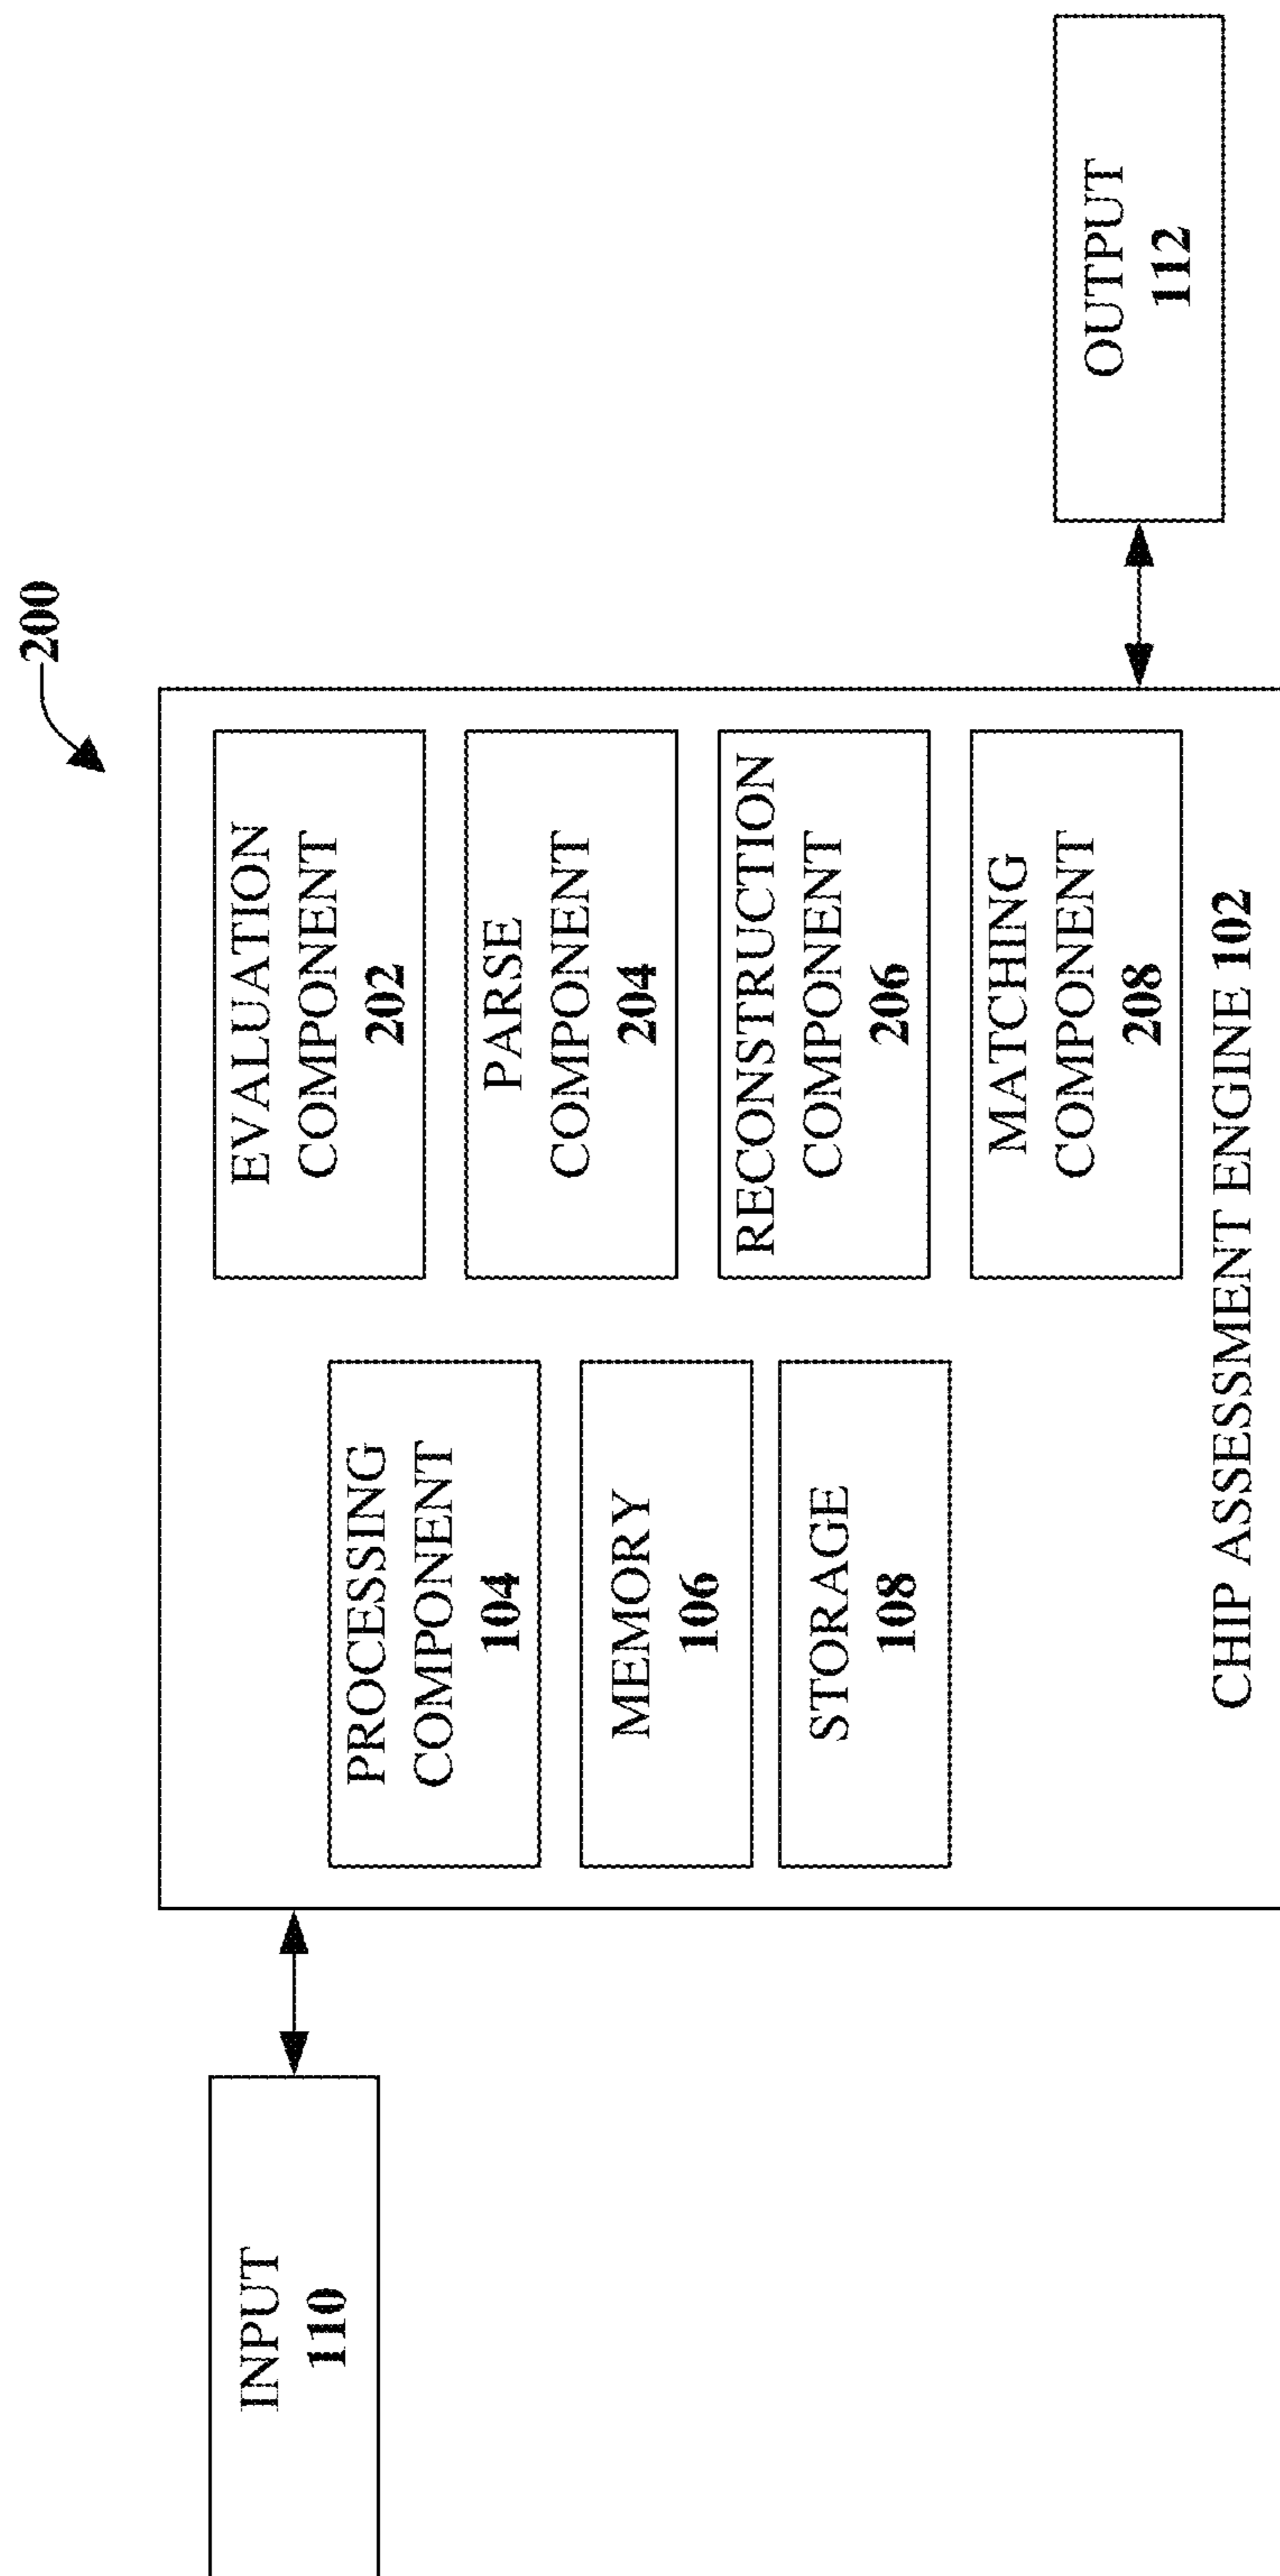 200
INPUT
110
PROCESSING
COMPONENT
104
MEMORY
106
STORAGE
108
EVALUATION
COMPONENT
202
PARSE
COMPONENT
204
RECONSTRUCTION
COMPONENT
206
MATCHING
COMPONENT
208
CHIP ASSESSMENT ENGINE 102
OUTPUT
112